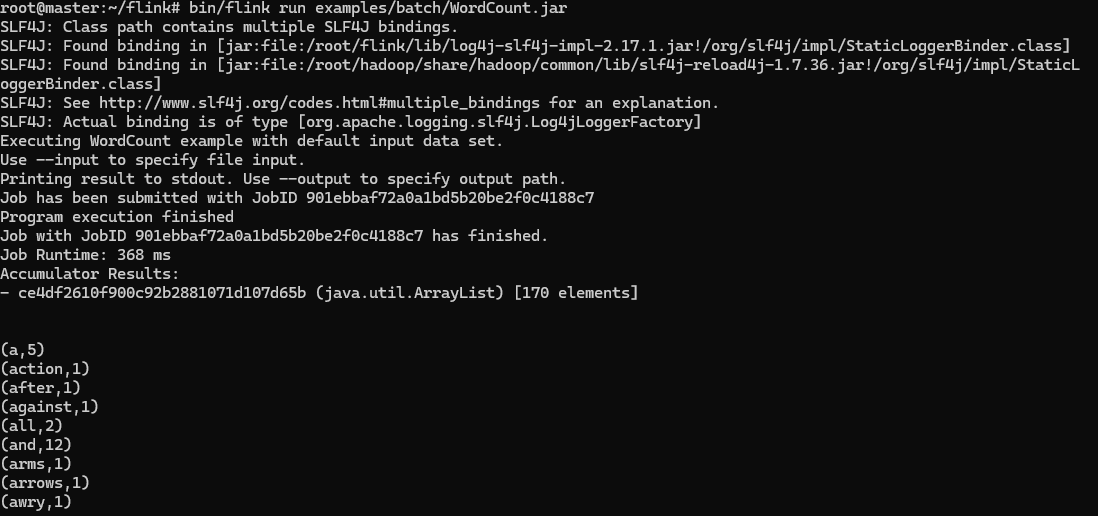 root@master:~/flink# bin/flink run examples/batch/WordCount.jar
SLF4J: Class path contains multiple SLF4J bindings.
SLF4J: Found binding in [jar:file:/root/flink/lib/log4j-slf4j-impl-2.17.1.jar!/org/slf4j/impl/StaticLoggerBinder.class]
SLF4J: Found binding in [jar:file:/root/hadoop/share/hadoop/common/lib/slf4j-reload4j-1.7.36.jar!/org/slf4j/impl/StaticL
oggerBinder.class]
SLF4J: See http://www.slf4j.org/codes.html#multiple_bindings for an explanation.
SLF4J: Actual binding is of type [org.apache.logging.slf4j.Log4jLoggerFactory]
Executing WordCount example with default input data set.
Use --input to specify file input.
Printing result to stdout. Use --output to specify output path.
Job has been submitted with JobID 901ebbaf72a0a1bd5b20be2f0c4188c7
Program execution finished
Job with JobID 901ebbaf72a0a1bd5b20be2f0c4188c7 has finished.
Job Runtime: 368 ms
Accumulator Results:
- ce4df2610f900c92b2881071d107d65b (java.util.ArrayList) [170 elements]
(a,5)
(action,1)
(after,1)
(against,1)
(all,2)
(and,12)
(arms,1)
(arrows,1)
(awry,1)